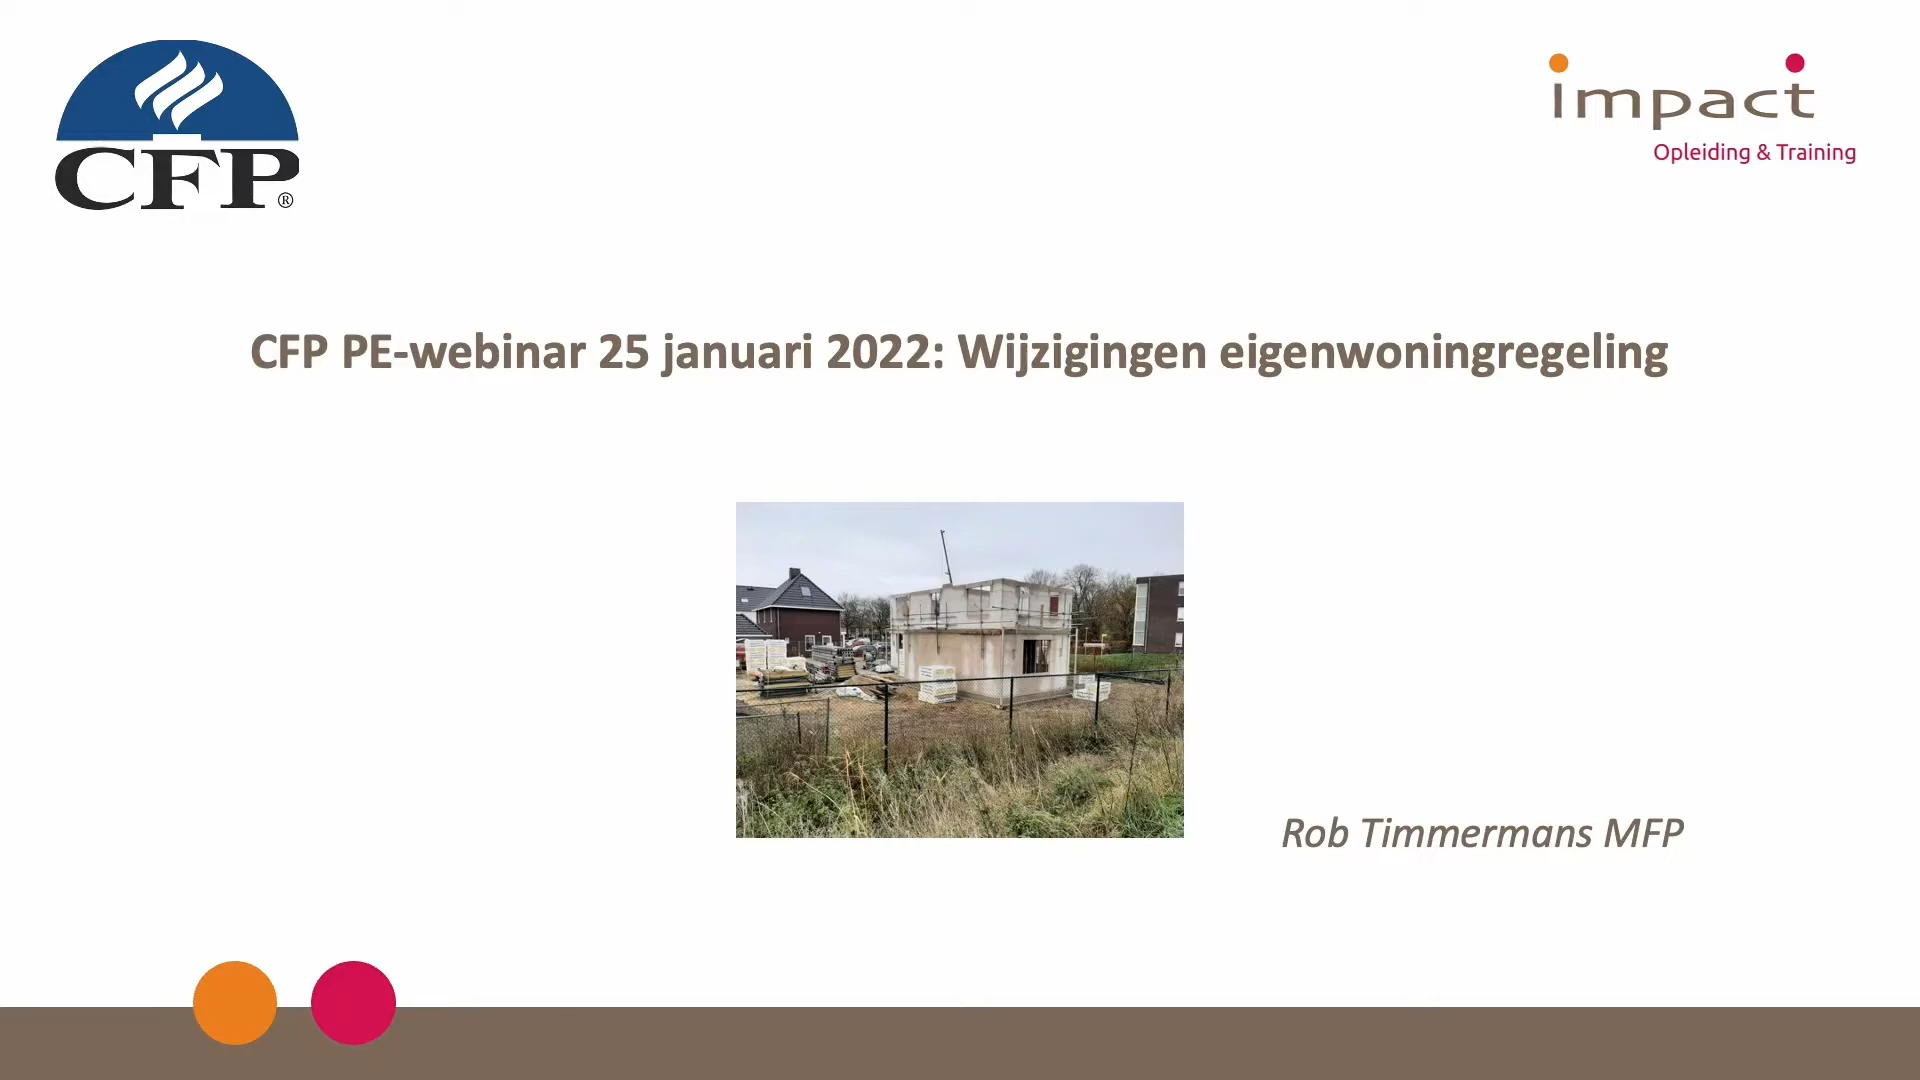 CFP®
impact
Opleiding & Training
CFP PE-webinar 25 januari 2022: Wijzigingen eigenwoningregeling
Rob Timmermans MFP